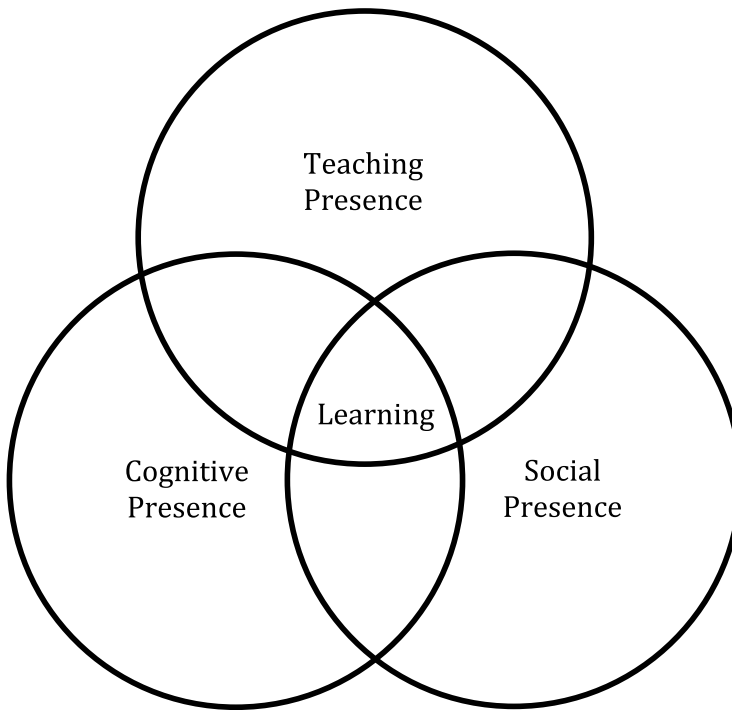 Teaching
Presence
Learning
Cognitive
Presence
Social
Presence